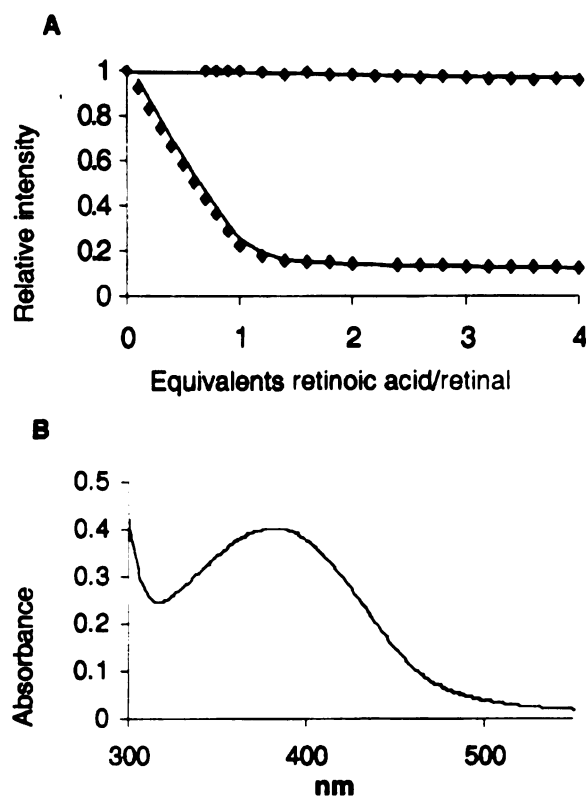 A
Relative intensity
1
0.8
0.6
0.4
0.2
0
0 1 2 3 4
Equivalents retinoic acid/retinal
B
Absorbance
0.5
0.4
0.3
0.2
0.1
0
300 400 500
nm